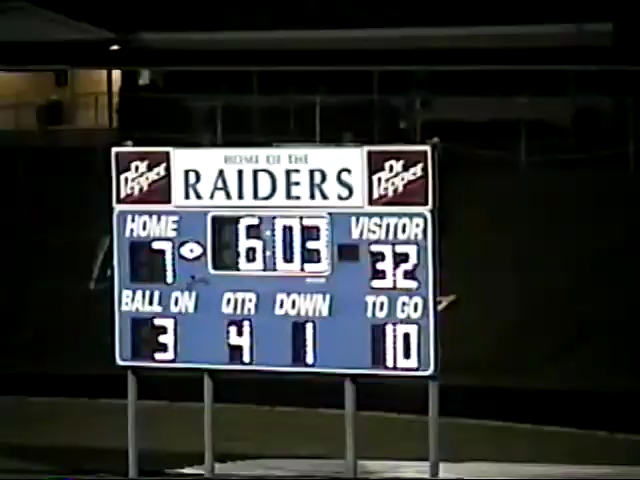 Dr Pepper HOME OF THE Dr Pepper
RAIDERS
HOME 6:03 VISITOR
7 32
BALL ON QTR DOWN TO GO
3 4 1 10